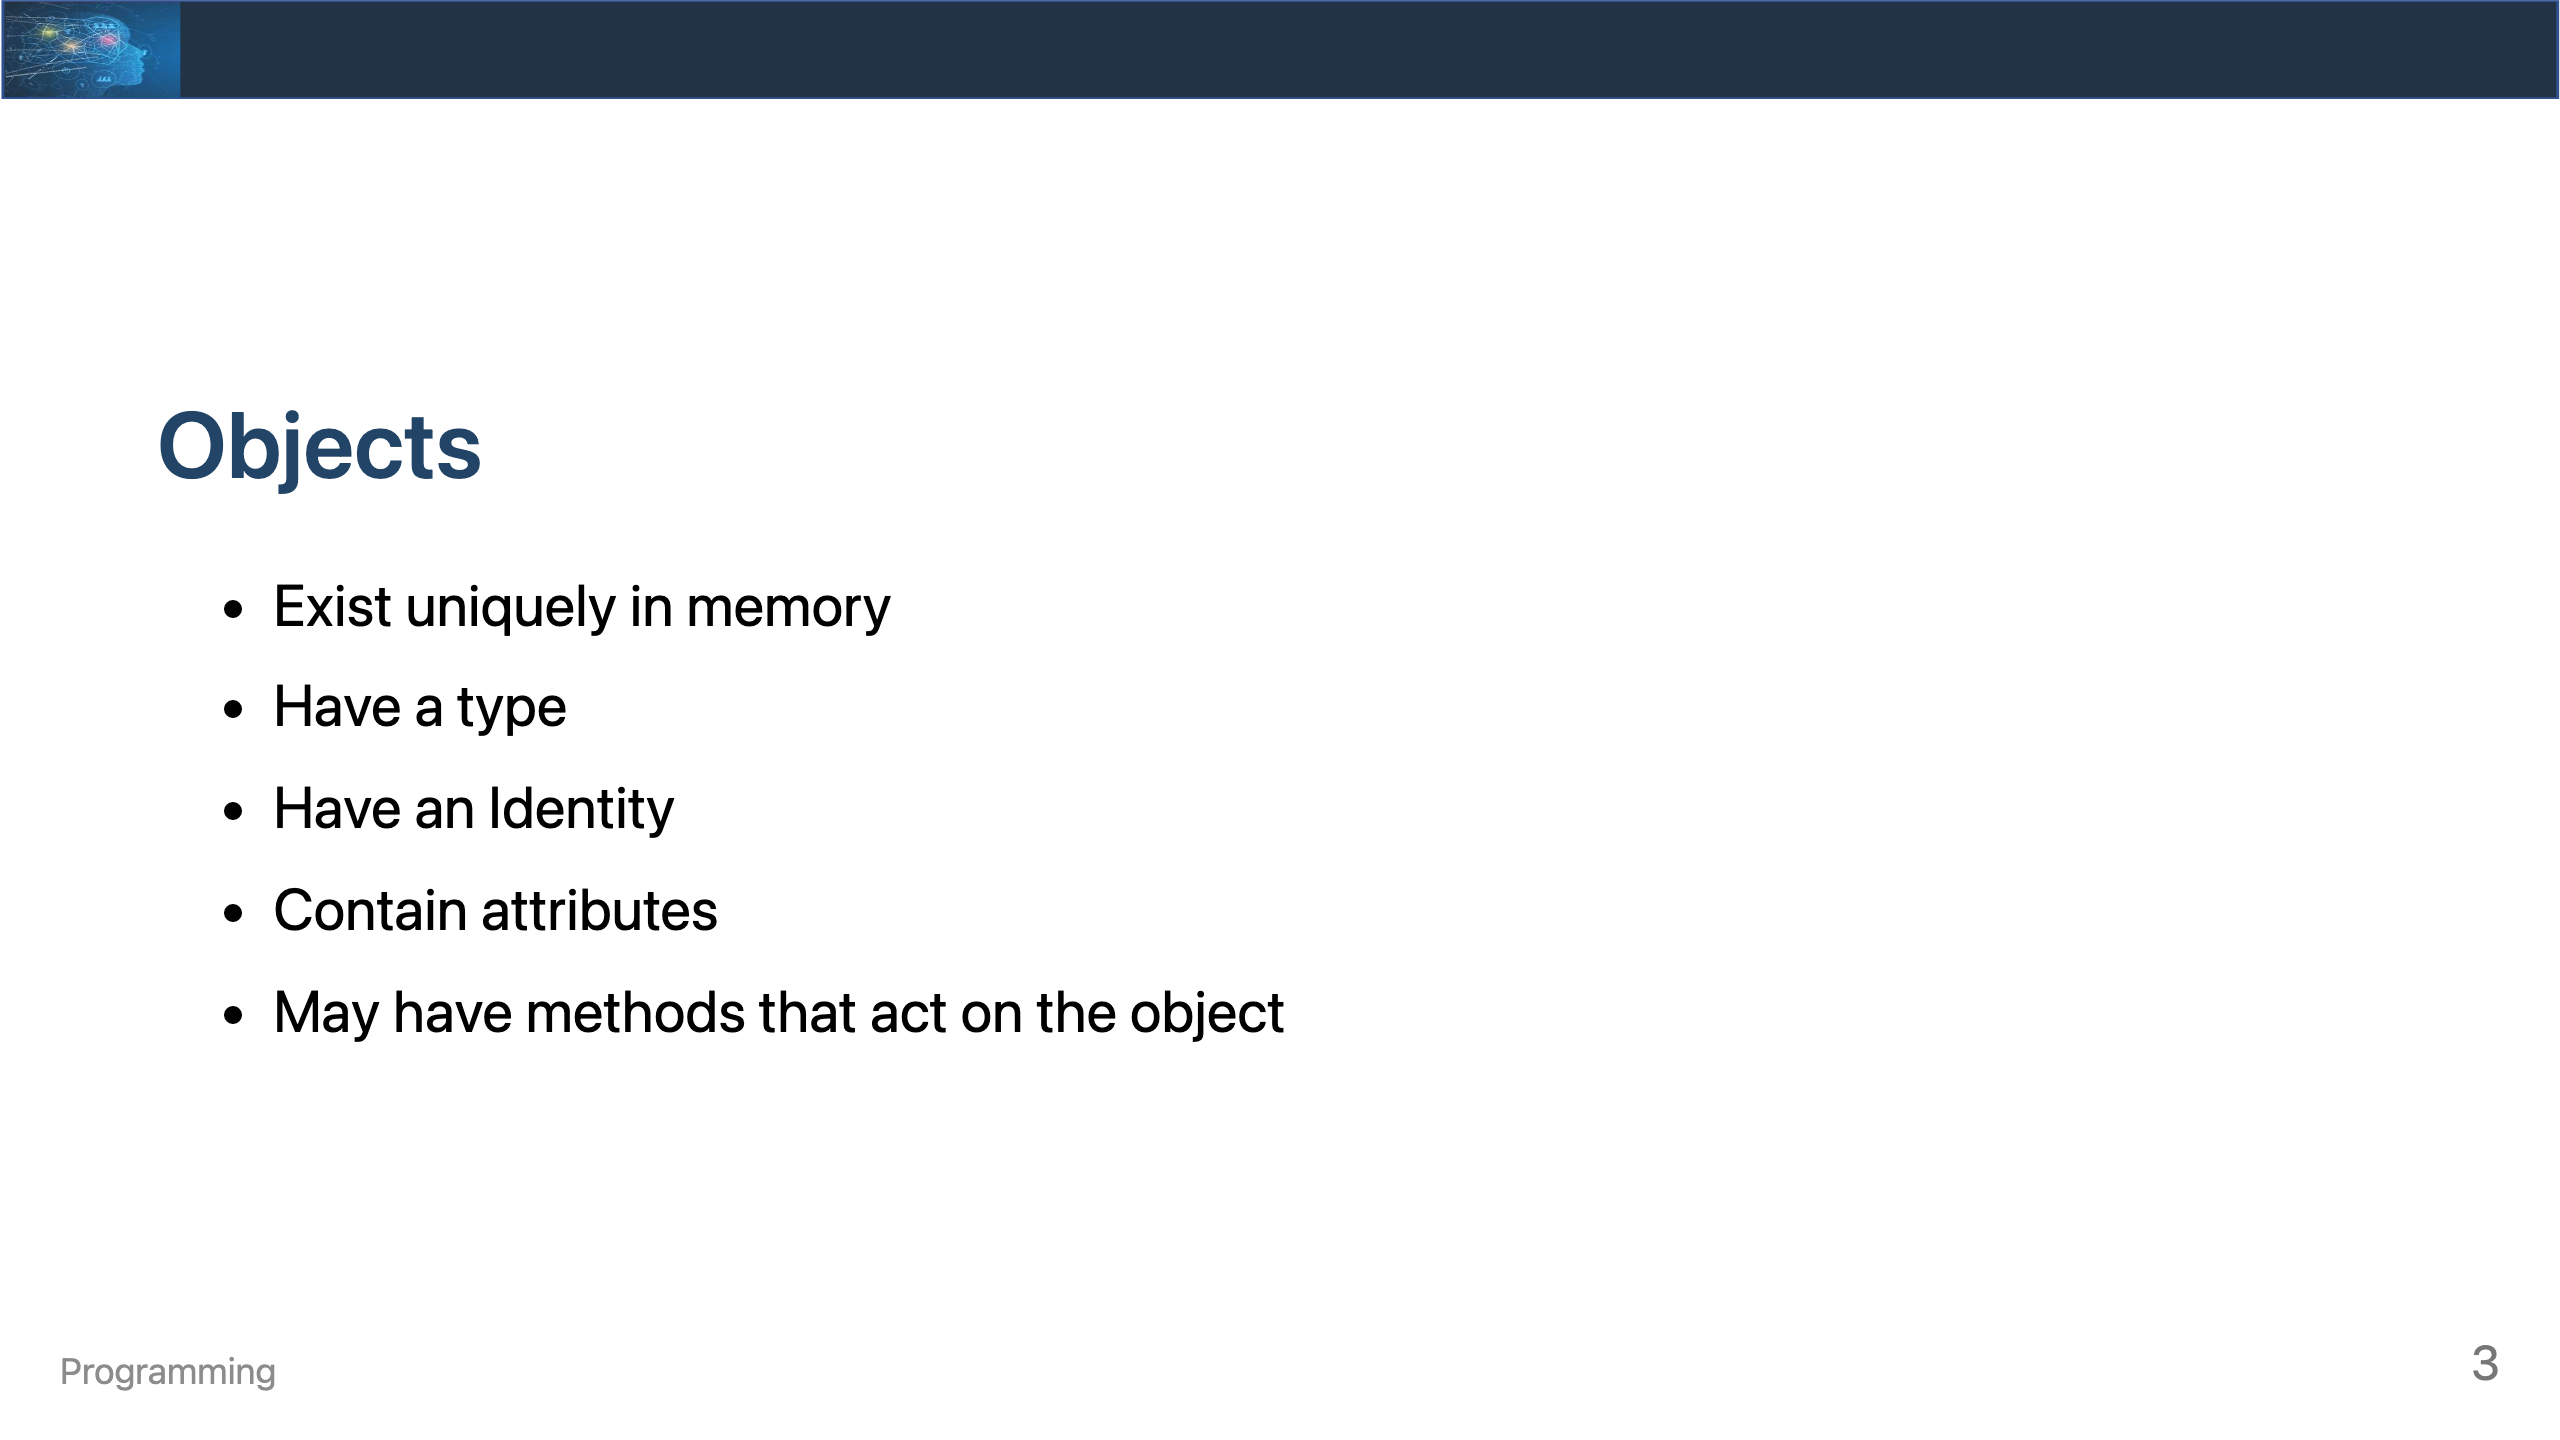 Objects
• Exist uniquely in memory
• Have a type
• Have an Identity
• Contain attributes
• May have methods that act on the object
Programming
3